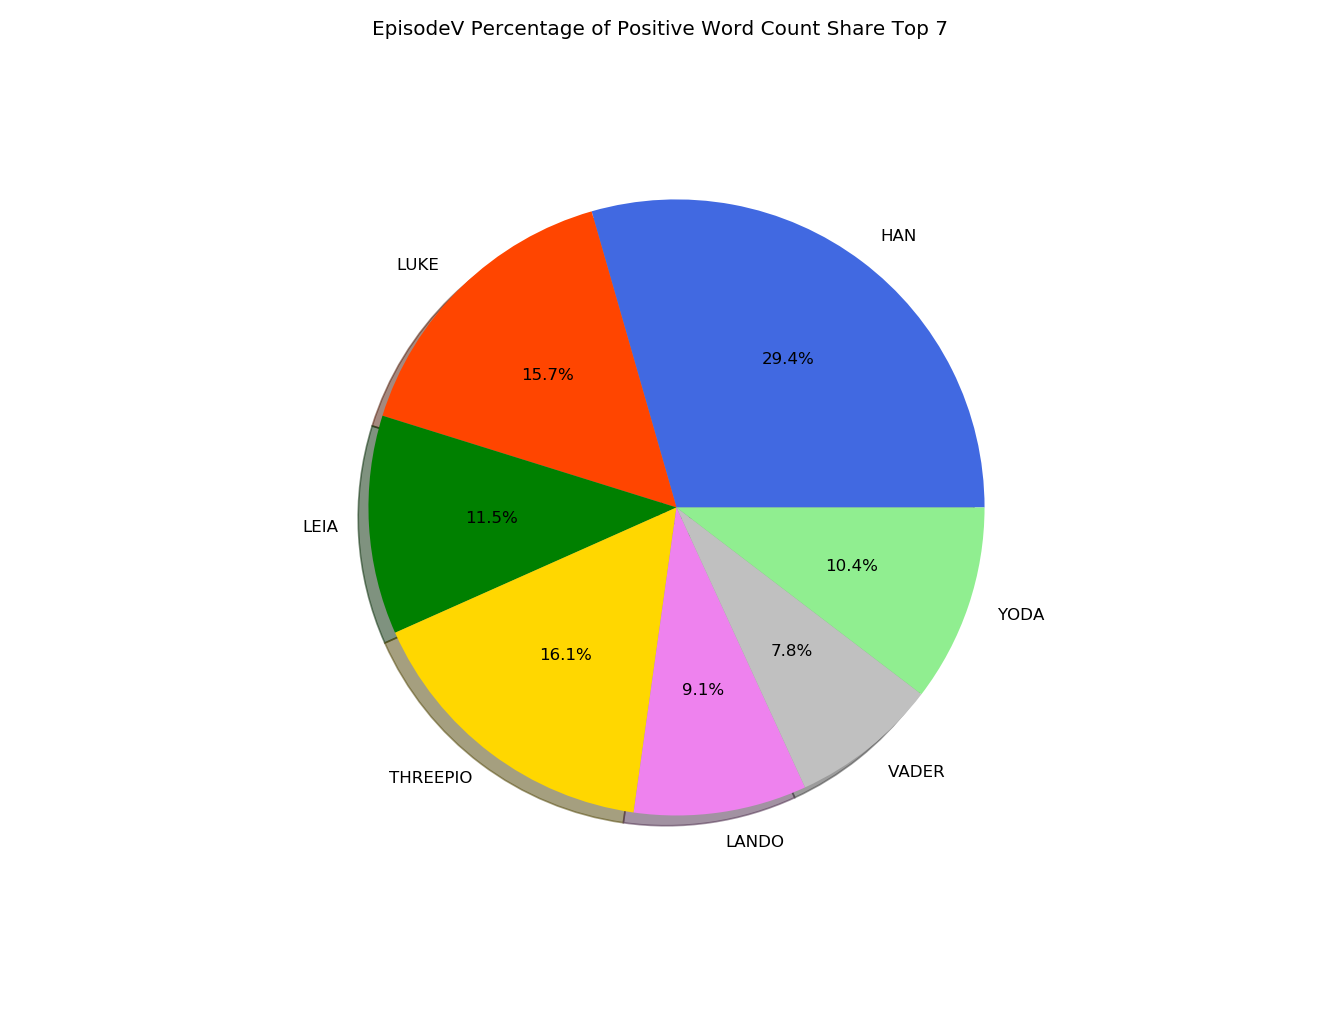 EpisodeV Percentage of Positive Word Count Share Top 7
HAN
LUKE
29.4%
15.7%
LEIA
11.5%
10.4%
YODA
16.1%
7.8%
9.1%
THREEPIO
VADER
LANDO